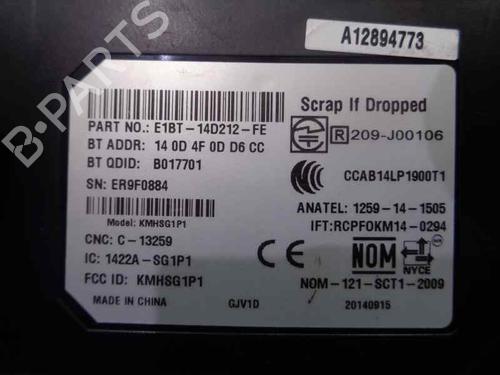 A12894773
Scrap If Dropped
PART NO.: E1BT-14D212-FE
R 209-J00106
BT ADDR: 14 0D 4F 0D D6 CC
BT QDID: B017701
CCAB14LP1900T1
SN: ER9F0884
ANATEL: 1259-14-1505
Model: KMHSG1P1
IFT:RCPFOKM14-0294
CNC: C-13259
CE
NOM
NYCE
IC: 1422A-SG1P1
FCC ID: KMHSG1P1
NOM-121-SCT1-2009
MADE IN CHINA
GJV1D
20140915
B-PARTS